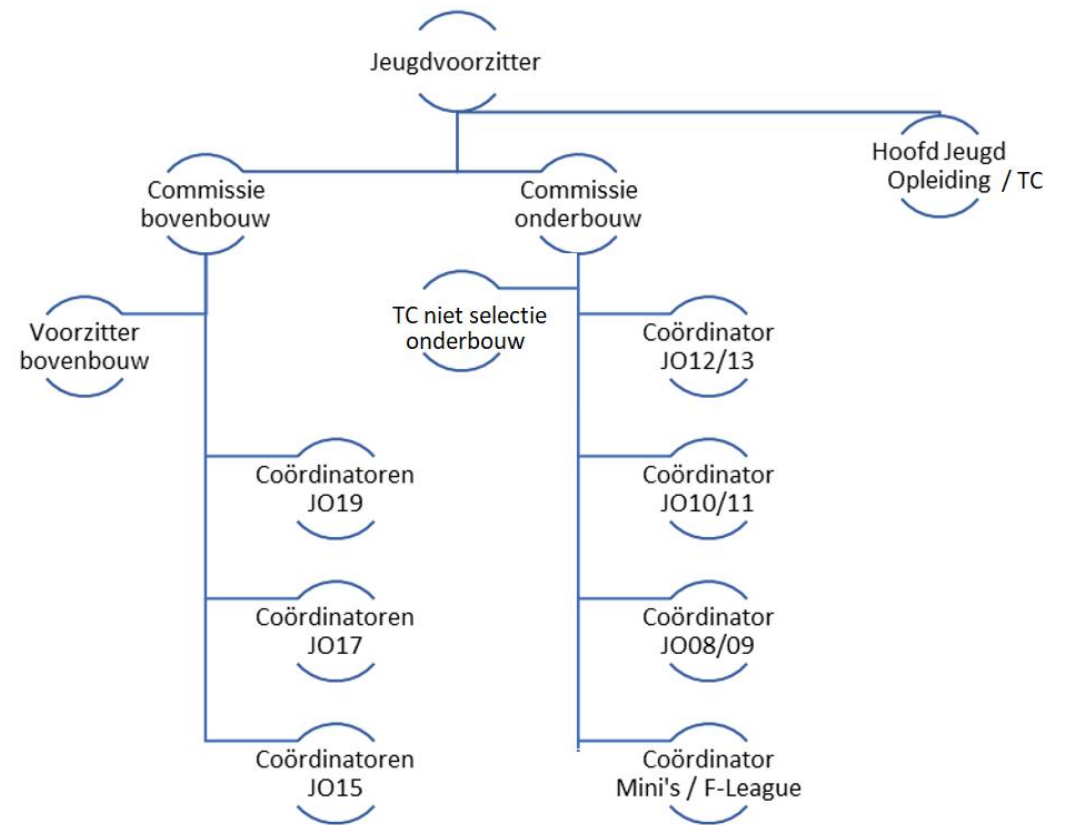 Jeugdvoorzitter
Hoofd Jeugd
Opleiding / TC
Commissie
bovenbouw
Commissie
onderbouw
Voorzitter
bovenbouw
TC niet selectie
onderbouw
Coördinator
JO12/13
Coördinatoren
JO19
Coördinator
JO10/11
Coördinatoren
JO17
Coördinator
JO08/09
Coördinatoren
JO15
Coördinator
Mini's / F-League